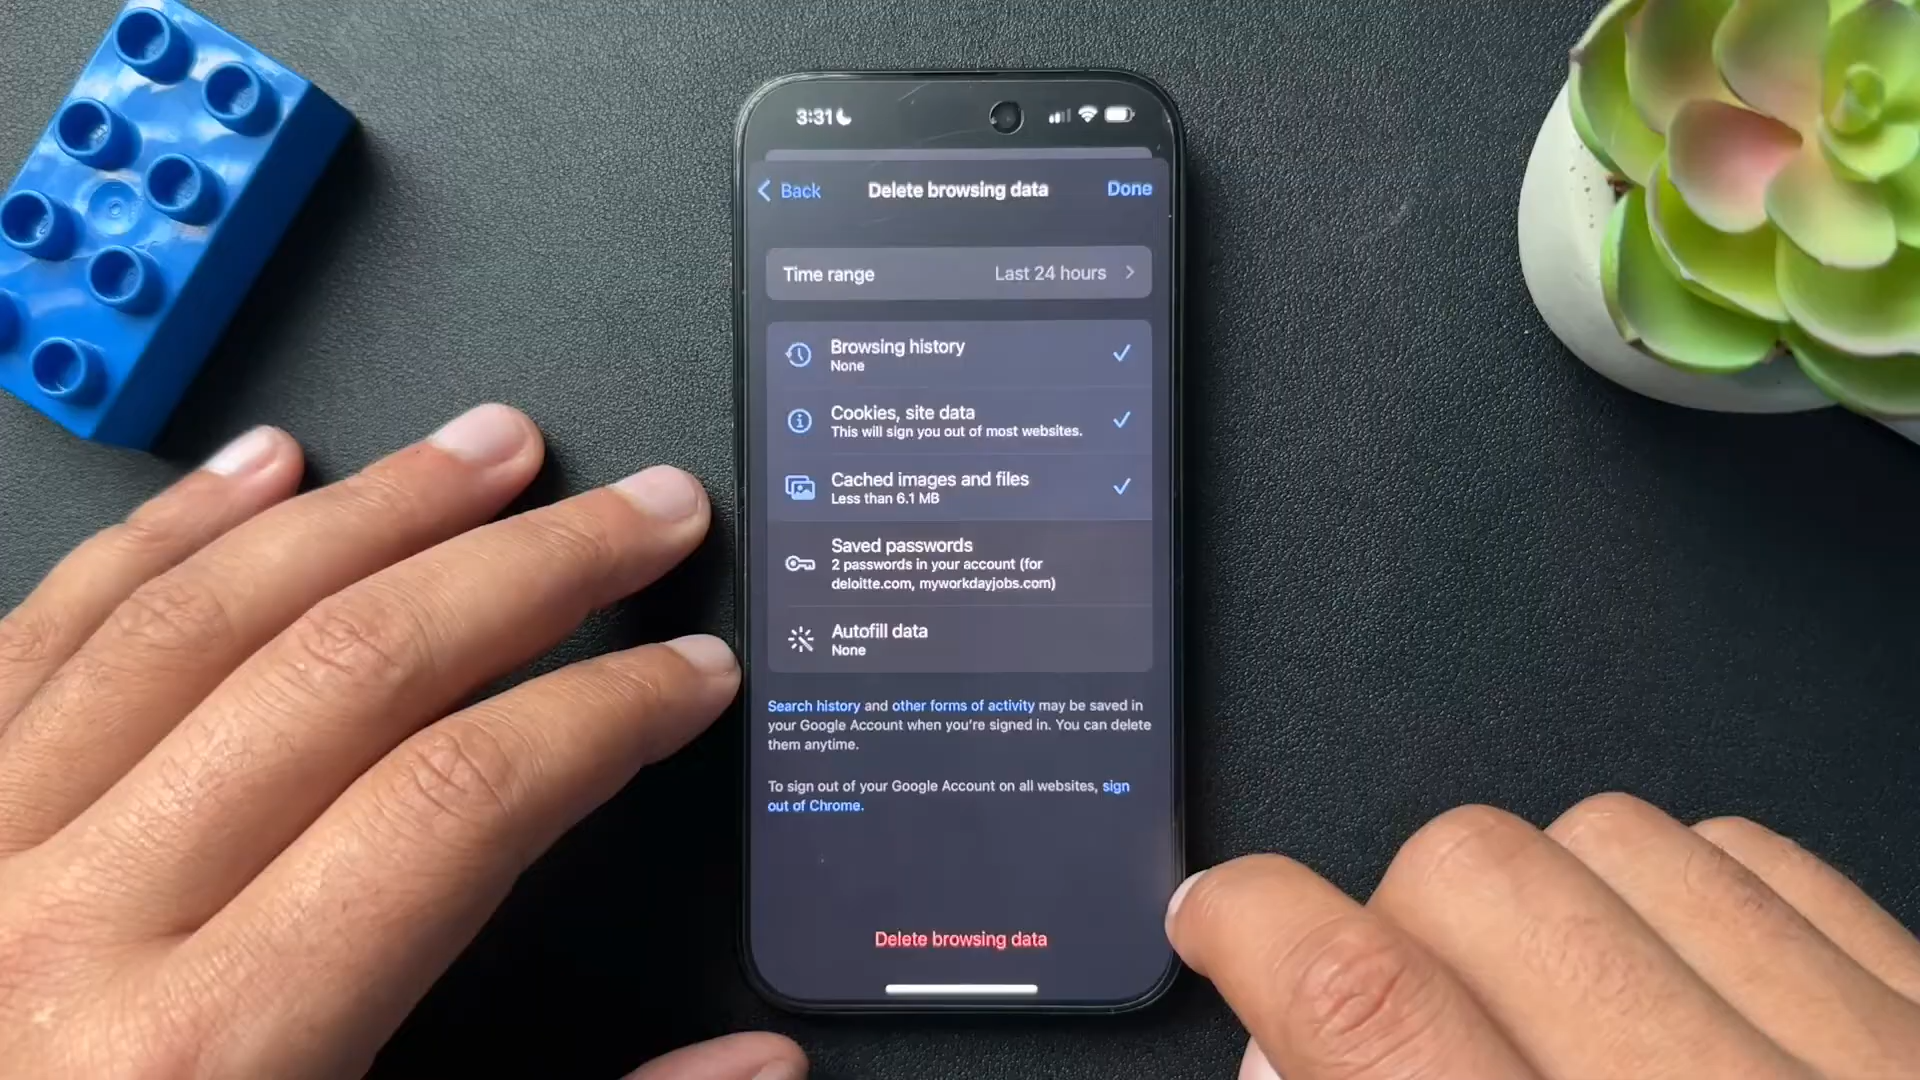 3:31
Back
Delete browsing data
Done
Time range
Last 24 hours
Browsing history
None
Cookies, site data
This will sign you out of most websites.
Cached images and files
Less than 6.1 MB
Saved passwords
2 passwords in your account (for
deloitte.com, myworkdayjobs.com)
Autofill data
None
Search history and other forms of activity may be saved in
your Google Account when you're signed in. You can delete
them anytime.
To sign out of your Google Account on all websites, sign
out of Chrome.
Delete browsing data